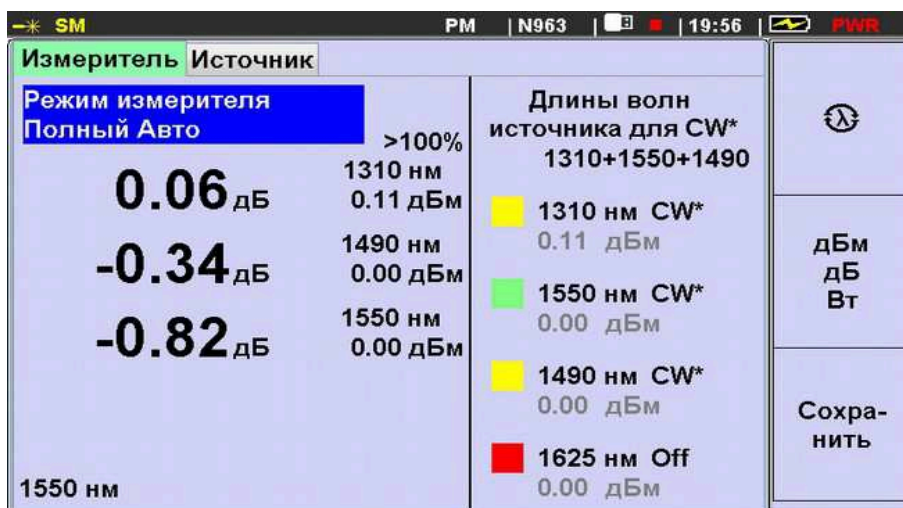 SM PM | N963 | | 19:56 | PWR
Измеритель Источник
Режим измерителя
Полный Авто
>100%
0.06 дБ
1310 нм
0.11 дБм
-0.34 дБ
1490 нм
0.00 дБм
-0.82 дБ
1550 нм
0.00 дБм
1550 нм
Длины волн
источника для CW*
1310+1550+1490
1310 нм CW*
0.11 дБм
1550 нм CW*
0.00 дБм
1490 нм CW*
0.00 дБм
1625 нм Off
0.00 дБм
λ
дБм
дБ
Вт
Сохра-
нить